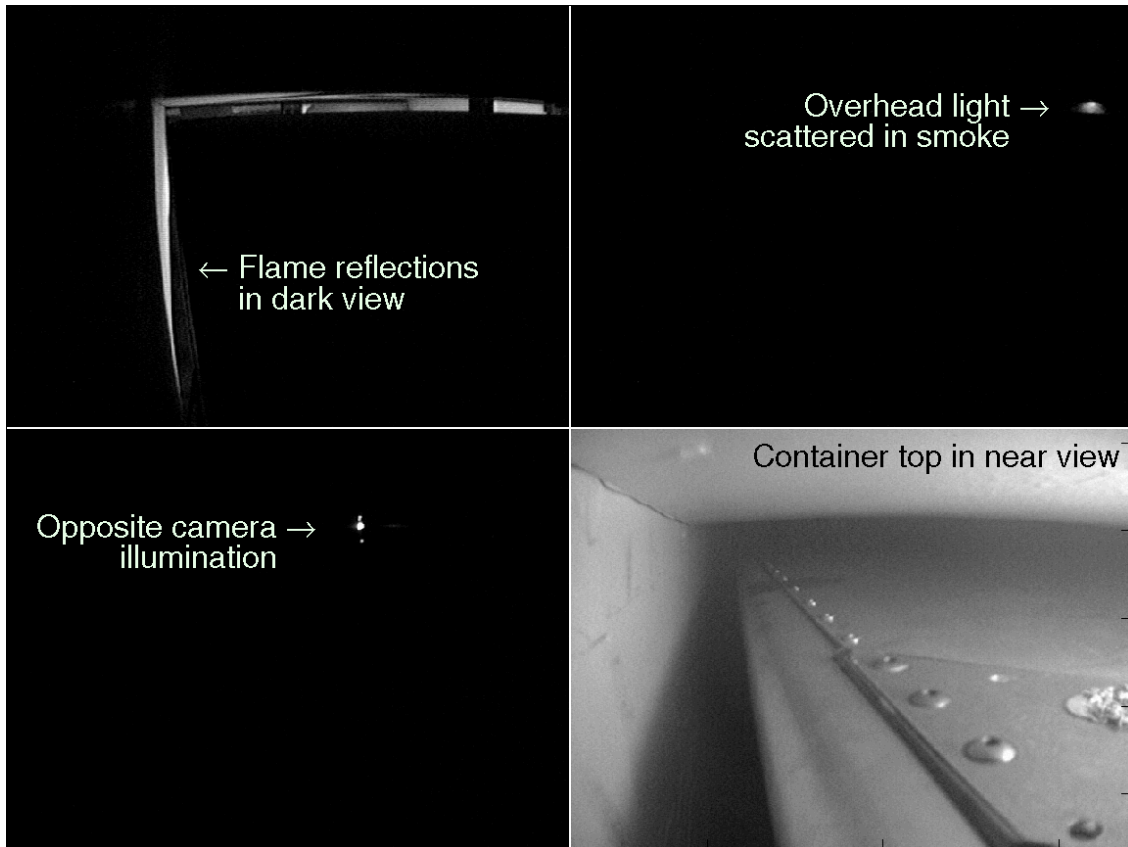 ← Flame reflections
in dark view
Overhead light →
scattered in smoke
Opposite camera →
illumination
Container top in near view